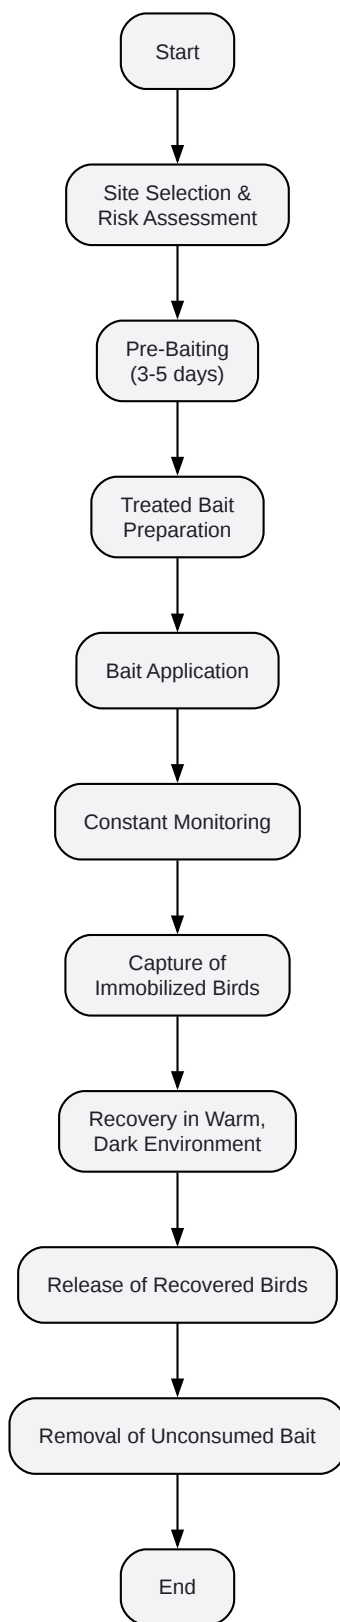 Start
Site Selection &
Risk Assessment
Pre-Baiting
(3-5 days)
Treated Bait
Preparation
Bait Application
Constant Monitoring
Capture of
Immobilized Birds
Recovery in Warm,
Dark Environment
Release of Recovered Birds
Removal of Unconsumed Bait
End